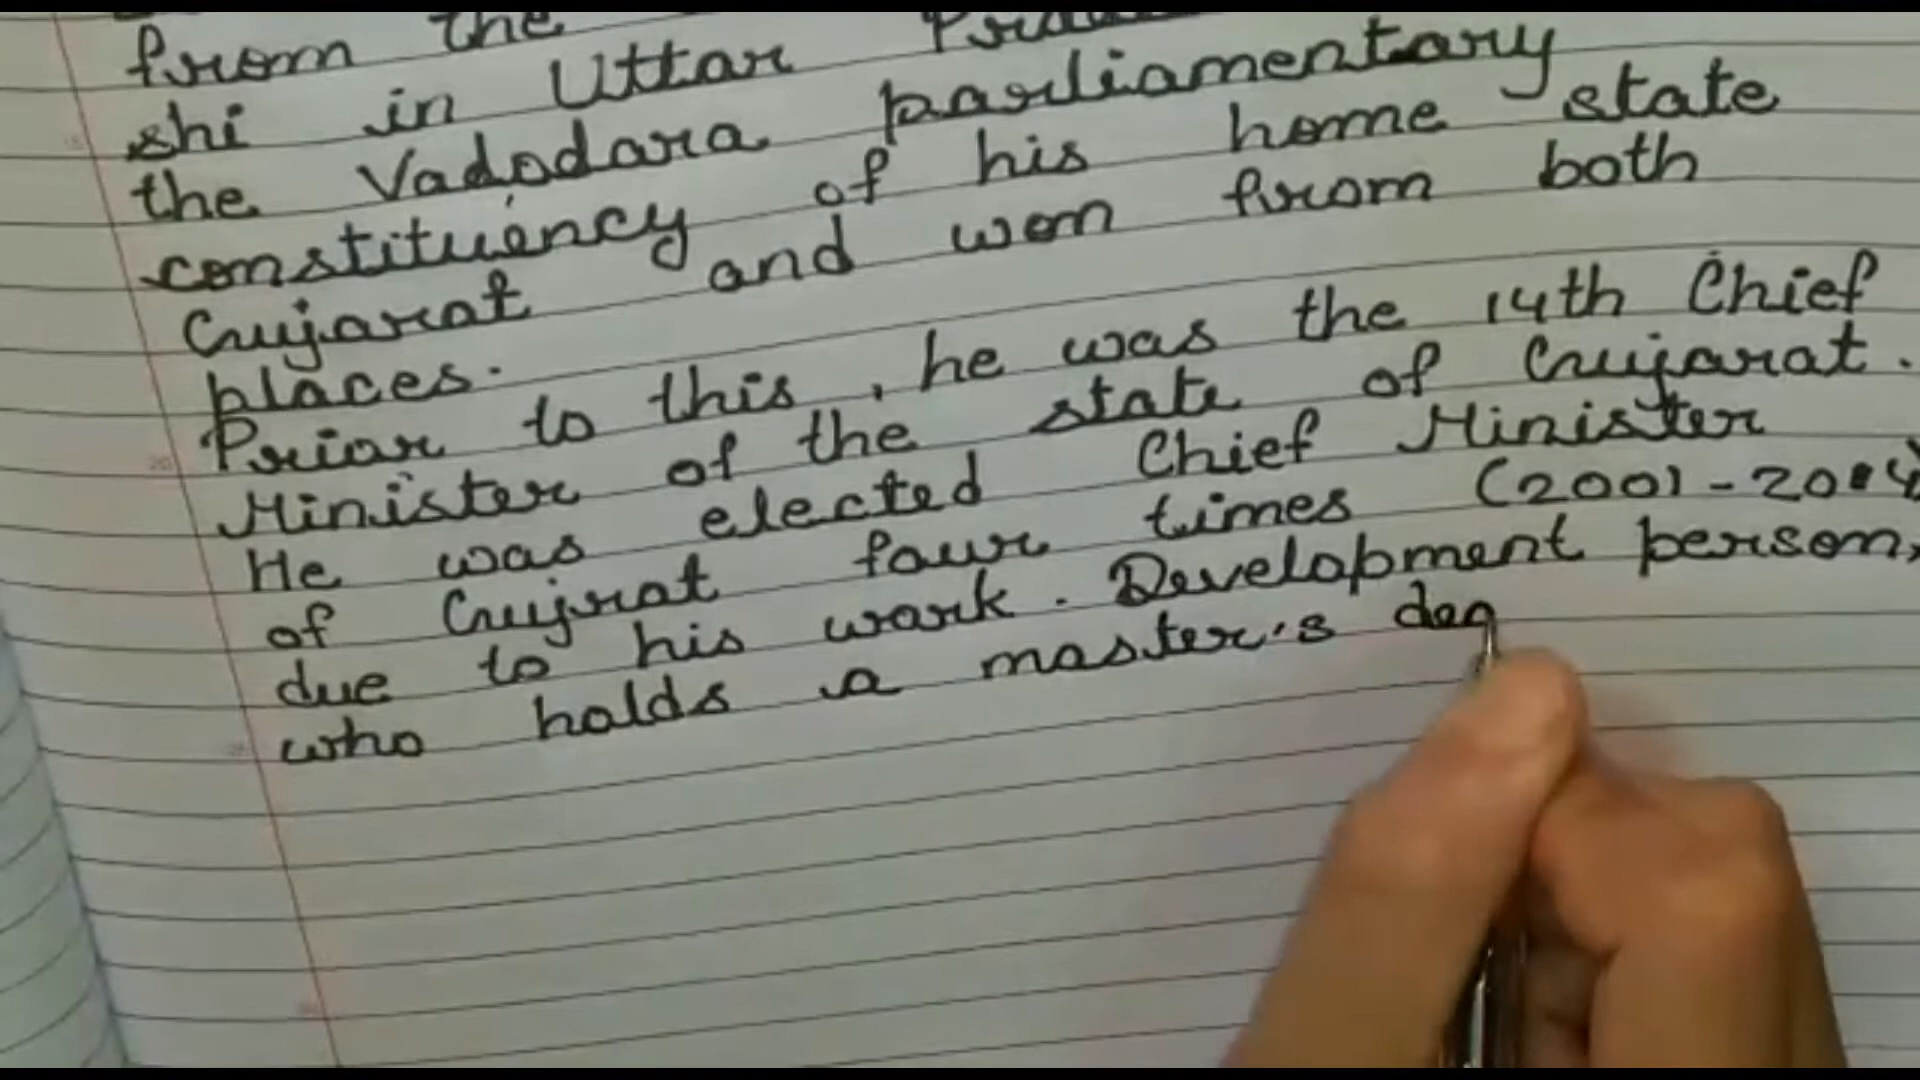 from the
shi in Uttar
the Vadodara parliamentary
constituency of his home state
Gujarat and won from both
places.
Prior to this, he was the 14th Chief
Minister of the state of Gujarat.
He was elected Chief Minister
of Gujrat four times (2001-2014)
due to his work. Development person,
who holds a master's deg